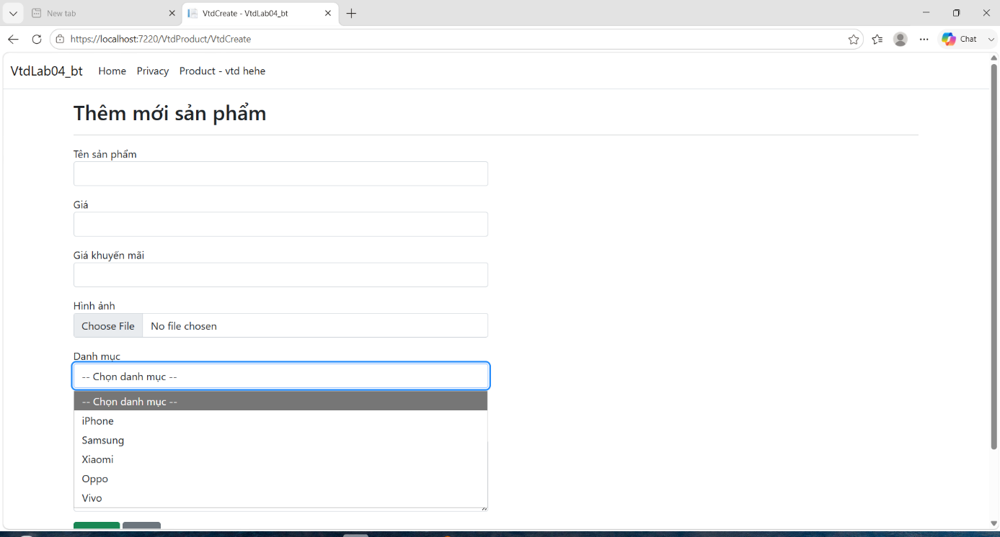 New tab
VtdCreate - VtdLab04_bt
https://localhost:7220/VtdProduct/VtdCreate
Chat
VtdLab04_bt Home Privacy Product - vtd hehe
Thêm mới sản phẩm
Tên sản phẩm
Giá
Giá khuyến mãi
Hình ảnh
Choose File No file chosen
Danh mục
-- Chọn danh mục --
-- Chọn danh mục --
iPhone
Samsung
Xiaomi
Oppo
Vivo